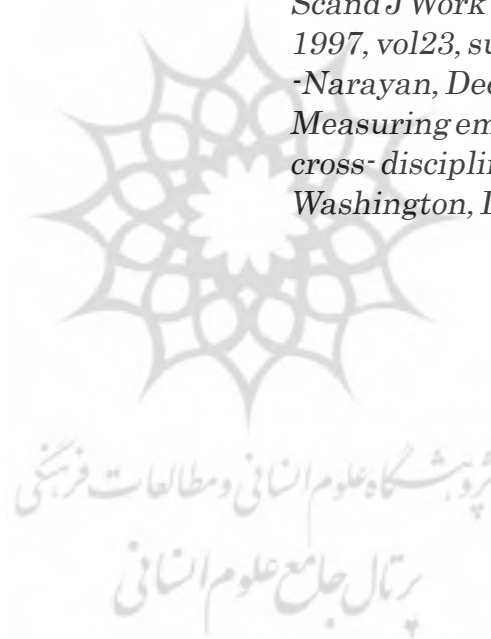 Scand J Work
1997, vol23, su
-Narayan, Dee
Measuring em
cross- disciplin
Washington, I
پژوهشگاه علوم انسانی و مطالعات فرهنگی
پرتال جامع علوم انسانی